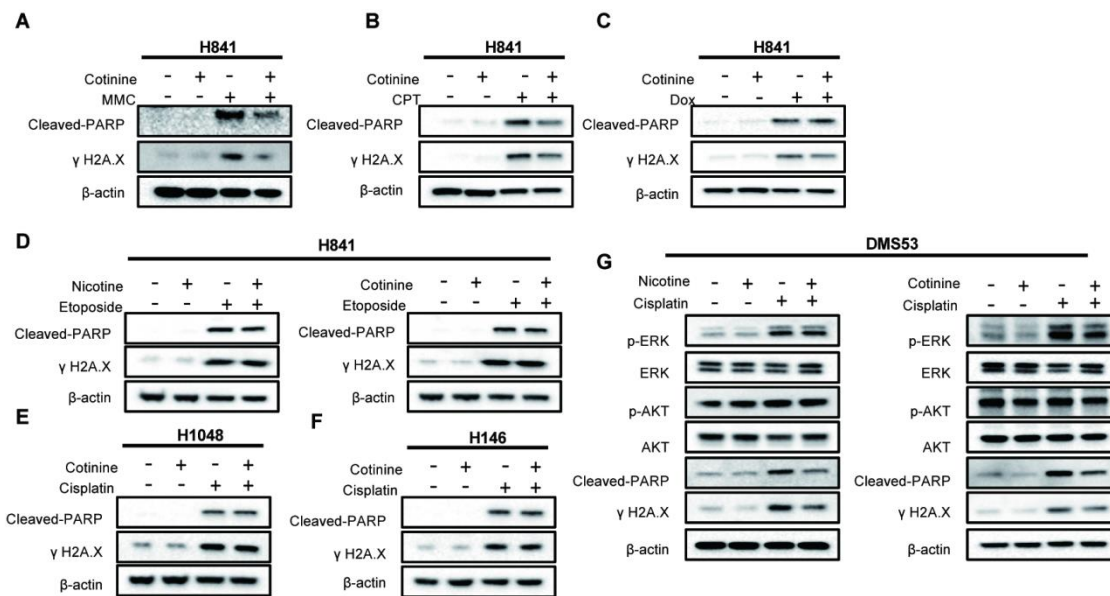 A
H841
Cotinine - + - +
MMC + +
Cleaved-PARP
γ H2A.X
β-actin
B
H841
Cotinine - + - +
CPT - - + +
Cleaved-PARP
γ H2A.X
β-actin
C
H841
Cotinine - + - +
Dox - - + +
Cleaved-PARP
γ H2A.X
β-actin
D
H841
Nicotine - + - +
Etoposide - - + +
Cleaved-PARP
γ H2A.X
β-actin
Cotinine - + - +
Etoposide - - + +
Cleaved-PARP
γ H2A.X
β-actin
E
H1048
Cotinine - + - +
Cisplatin - - + +
Cleaved-PARP
γ H2A.X
β-actin
F
H146
Cotinine - + - +
Cisplatin - - + +
Cleaved-PARP
γ H2A.X
β-actin
G
DMS53
Nicotine - + - +
Cisplatin - - + +
p-ERK
ERK
p-AKT
AKT
Cleaved-PARP
γ H2A.X
β-actin
Cotinine - + - +
Cisplatin - - + +
p-ERK
ERK
p-AKT
AKT
Cleaved-PARP
γ H2A.X
β-actin